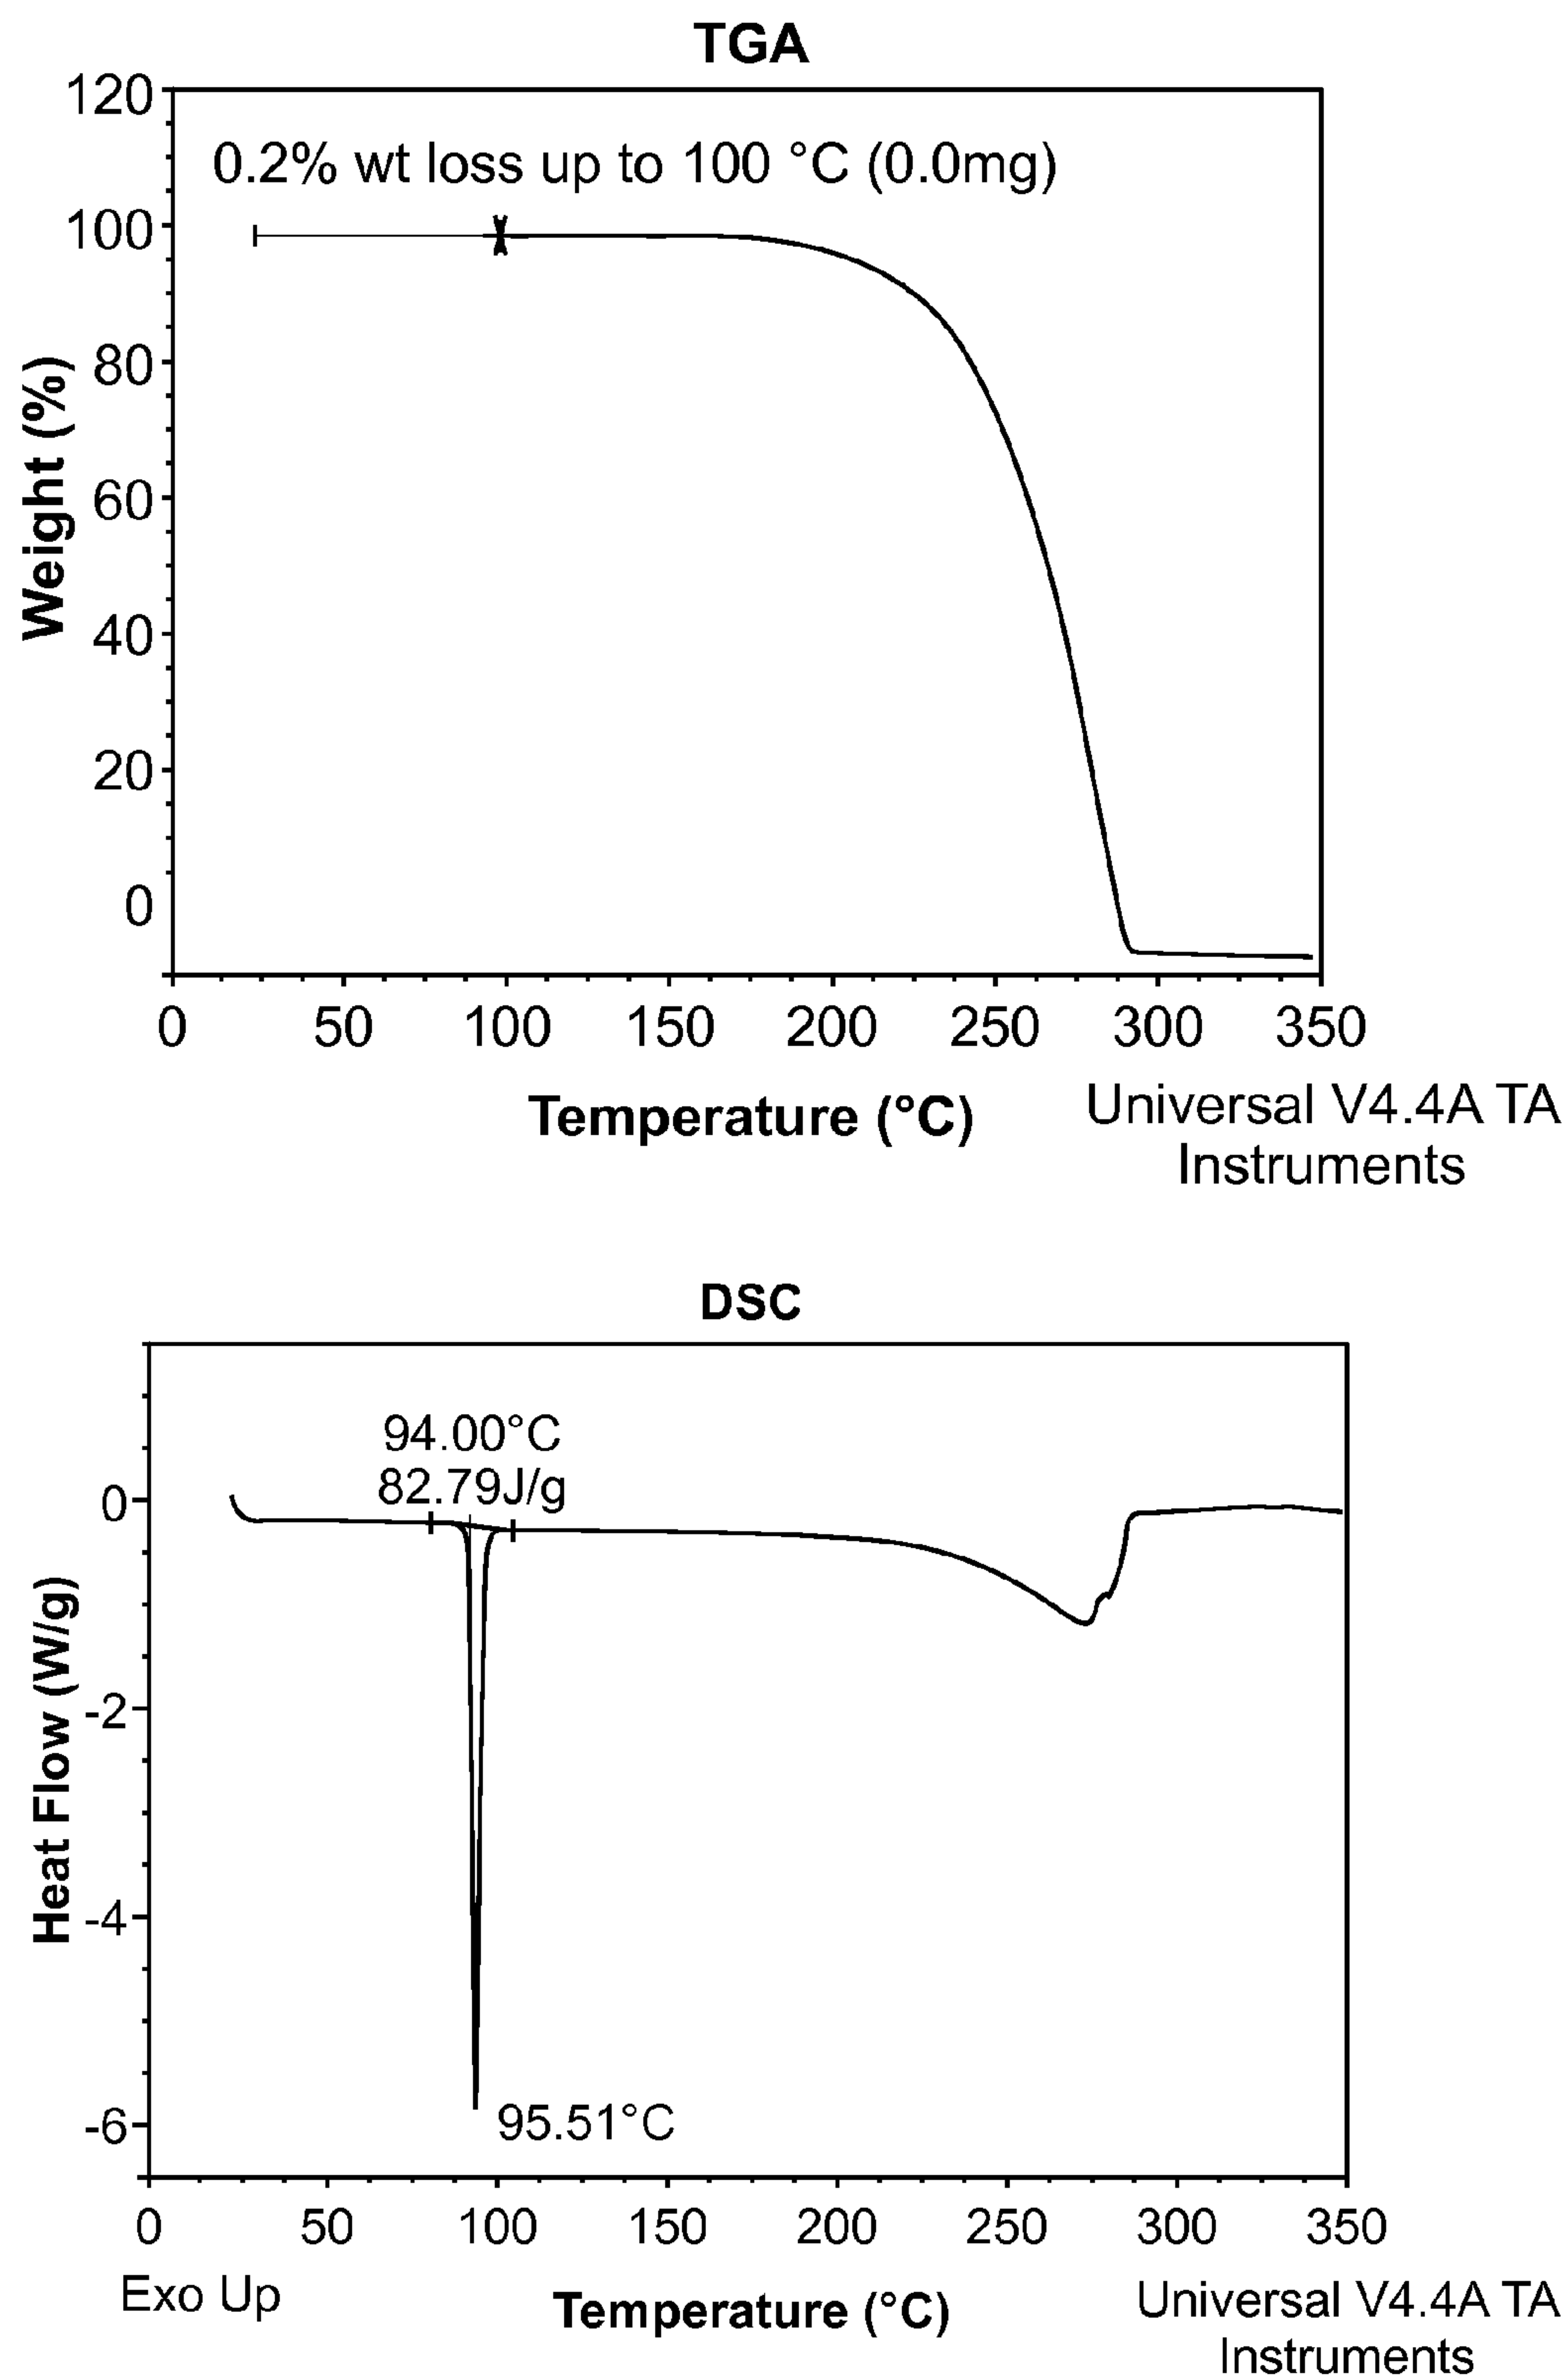 TGA
120
0.2% wt loss up to 100 °C (0.0mg)
100
80
60
40
20
0
Weight (%)
0 50 100 150 200 250 300 350
Temperature (°C)
Universal V4.4A TA
Instruments
DSC
94.00°C
82.79J/g
0
-2
-4
-6
95.51°C
Heat Flow (W/g)
0 50 100 150 200 250 300 350
Exo Up
Temperature (°C)
Universal V4.4A TA
Instruments